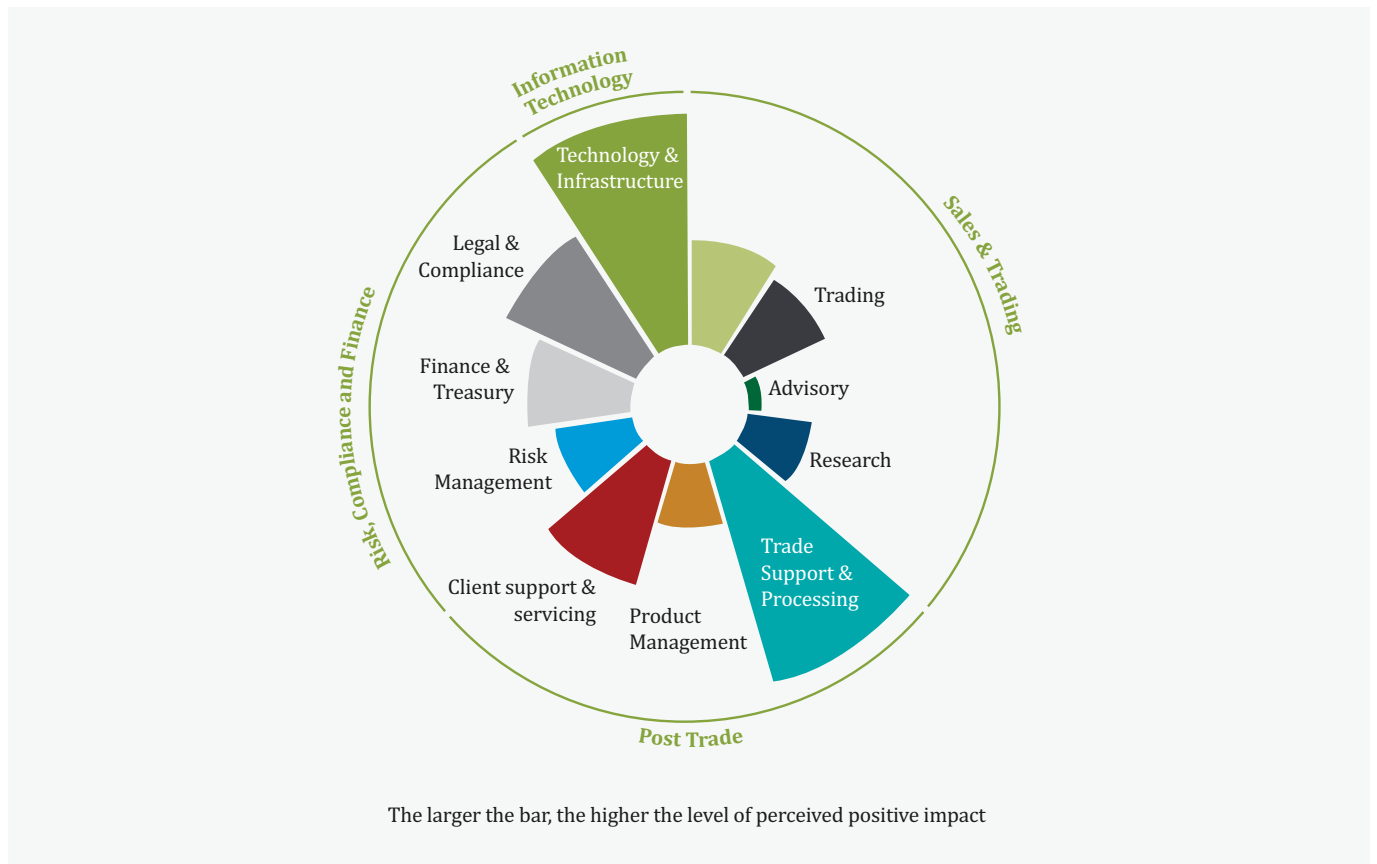 Information
Technology
Technology &
Infrastructure
Sales & Trading
Legal &
Compliance
Trading
Risk, Compliance and Finance
Finance &
Treasury
Advisory
Risk
Management
Research
Trade
Support &
Processing
Client support &
servicing
Product
Management
Post Trade
The larger the bar, the higher the level of perceived positive impact